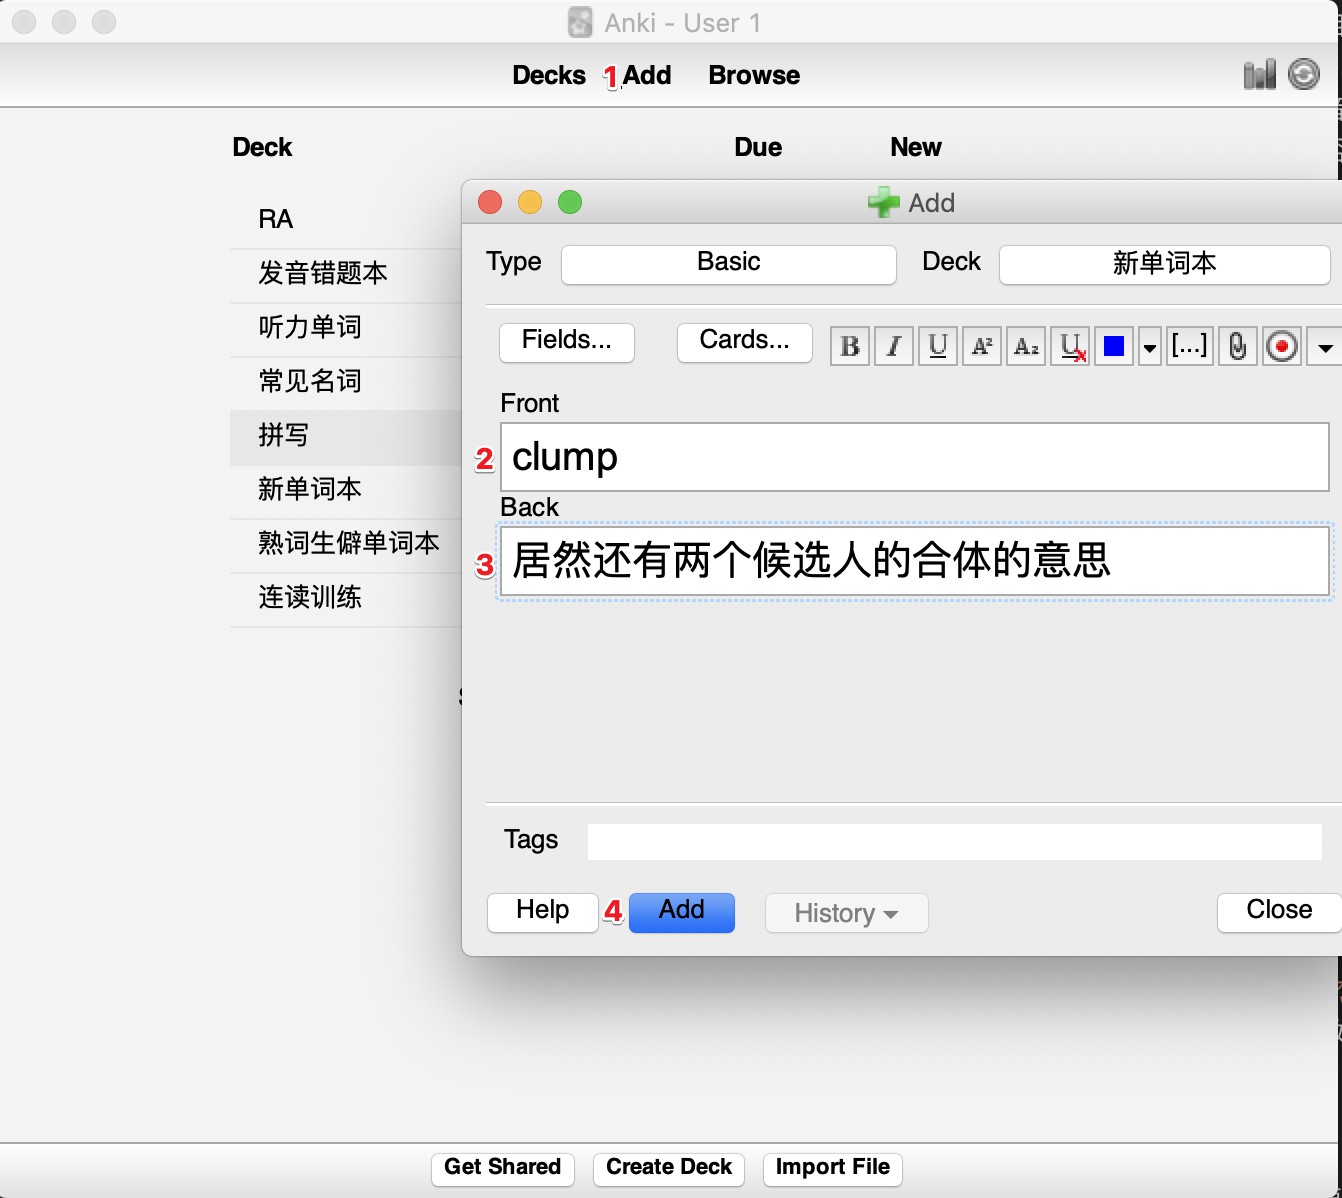 Anki - User 1
Decks 1 Add Browse
Deck Due New
RA
发音错题本
听力单词
常见名词
拼写
新单词本
熟词生僻单词本
连读训练
Add
Type Basic Deck 新单词本
Fields... Cards... B I U A² A₂ U [...]
Front
2 clump
Back
3 居然还有两个候选人的合体的意思
Tags
Help 4 Add History Close
Get Shared Create Deck Import File